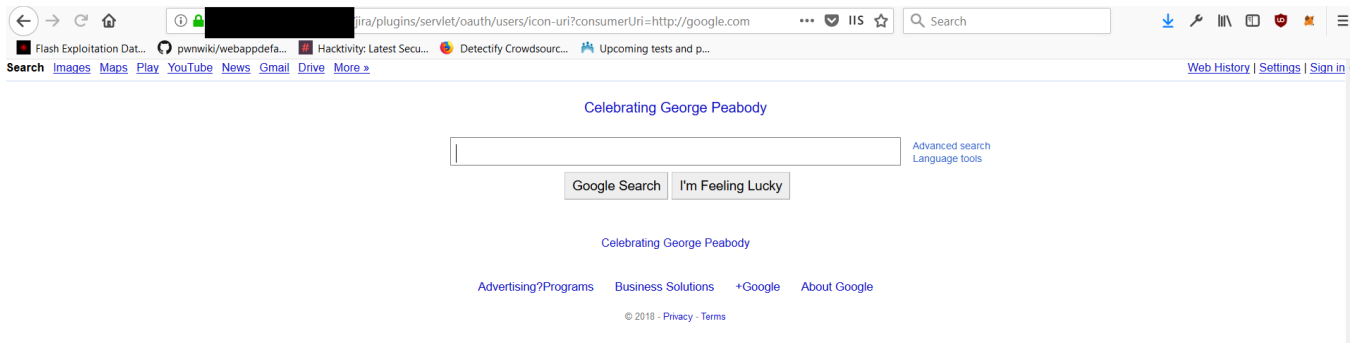 /jira/plugins/servlet/oauth/users/icon-uri?consumerUri=http://google.com ••• IIS Search
Flash Exploitation Dat... pwnwiki/webappdefa... # Hacktivity: Latest Secu... Detectify Crowdsourc... Upcoming tests and p...
Search Images Maps Play YouTube News Gmail Drive More » Web History | Settings | Sign in
Celebrating George Peabody
Advanced search
Language tools
Google Search I'm Feeling Lucky
Celebrating George Peabody
Advertising?Programs Business Solutions +Google About Google
© 2018 - Privacy - Terms